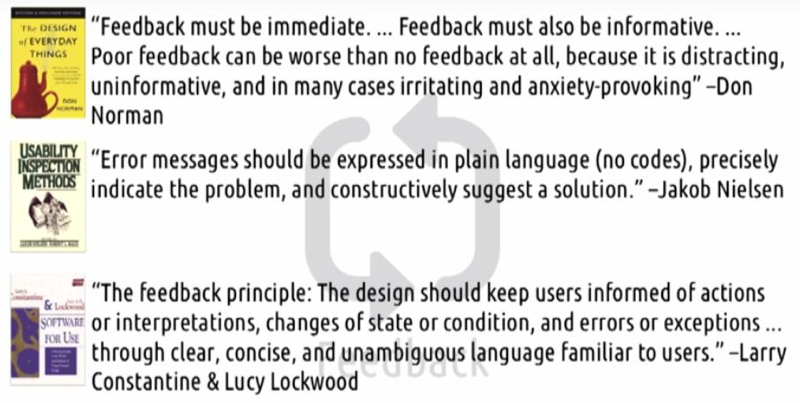 REVISED & EXPANDED EDITION
The DESIGN
of EVERYDAY
THINGS
DON
NORMAN
“Feedback must be immediate. ... Feedback must also be informative. ...
Poor feedback can be worse than no feedback at all, because it is distracting,
uninformative, and in many cases irritating and anxiety-provoking” –Don
Norman
USABILITY
INSPECTION
METHODS
“Error messages should be expressed in plain language (no codes), precisely
indicate the problem, and constructively suggest a solution.” –Jakob Nielsen
Constantine
& Lockwood
SOFTWARE
FOR USE
“The feedback principle: The design should keep users informed of actions
or interpretations, changes of state or condition, and errors or exceptions ...
through clear, concise, and unambiguous language familiar to users.” –Larry
Constantine & Lucy Lockwood
Feedback